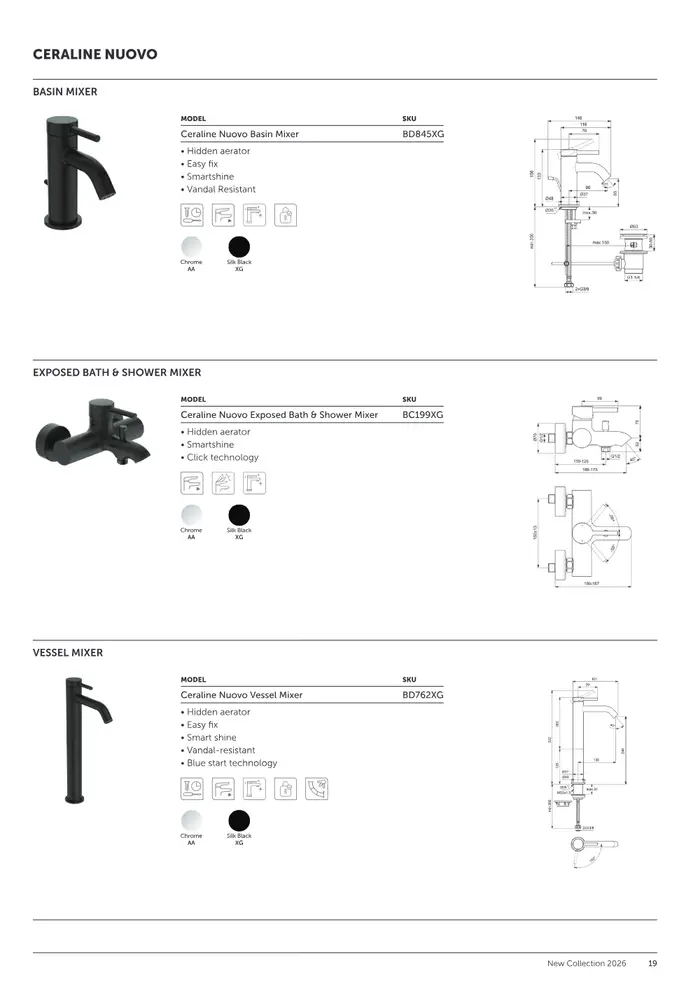 CERALINE NUOVO
BASIN MIXER
MODEL SKU
Ceraline Nuovo Basin Mixer BD845XG
• Hidden aerator
• Easy fix
• Smartshine
• Vandal Resistant
Chrome
AA
Silk Black
XG
EXPOSED BATH & SHOWER MIXER
MODEL SKU
Ceraline Nuovo Exposed Bath & Shower Mixer BC199XG
• Hidden aerator
• Smartshine
• Click technology
Chrome
AA
Silk Black
XG
VESSEL MIXER
MODEL SKU
Ceraline Nuovo Vessel Mixer BD762XG
• Hidden aerator
• Easy fix
• Smart shine
• Vandal-resistant
• Blue start technology
Chrome
AA
Silk Black
XG
New Collection 2026 19